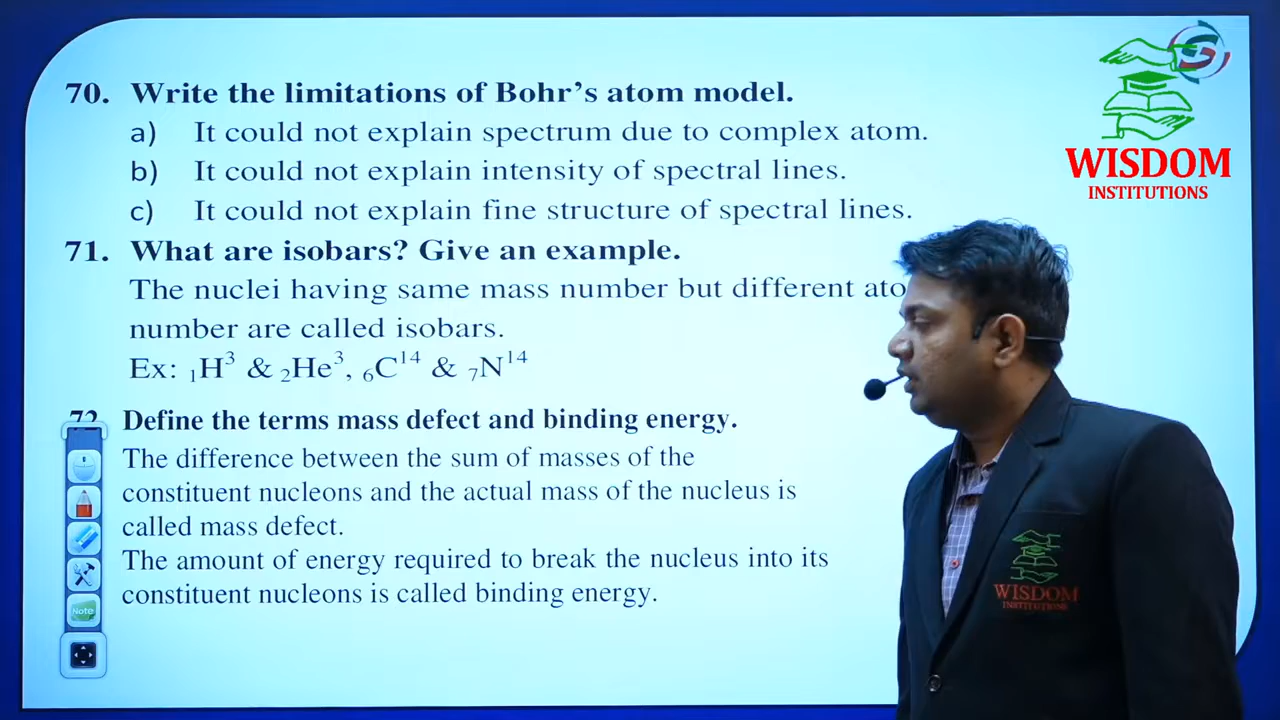 70. Write the limitations of Bohr’s atom model.
a) It could not explain spectrum due to complex atom.
b) It could not explain intensity of spectral lines.
c) It could not explain fine structure of spectral lines.
71. What are isobars? Give an example.
The nuclei having same mass number but different
number are called isobars.
Ex: ₁H³ & ₂He³, ₆C¹⁴ & ₇N¹⁴
72 Define the terms mass defect and binding energy.
The difference between the sum of masses of the
constituent nucleons and the actual mass of the nucleus is
called mass defect.
The amount of energy required to break the nucleus into its
constituent nucleons is called binding energy.
WISDOM
INSTITUTIONS
Note
WISDOM
INSTITUTIONS